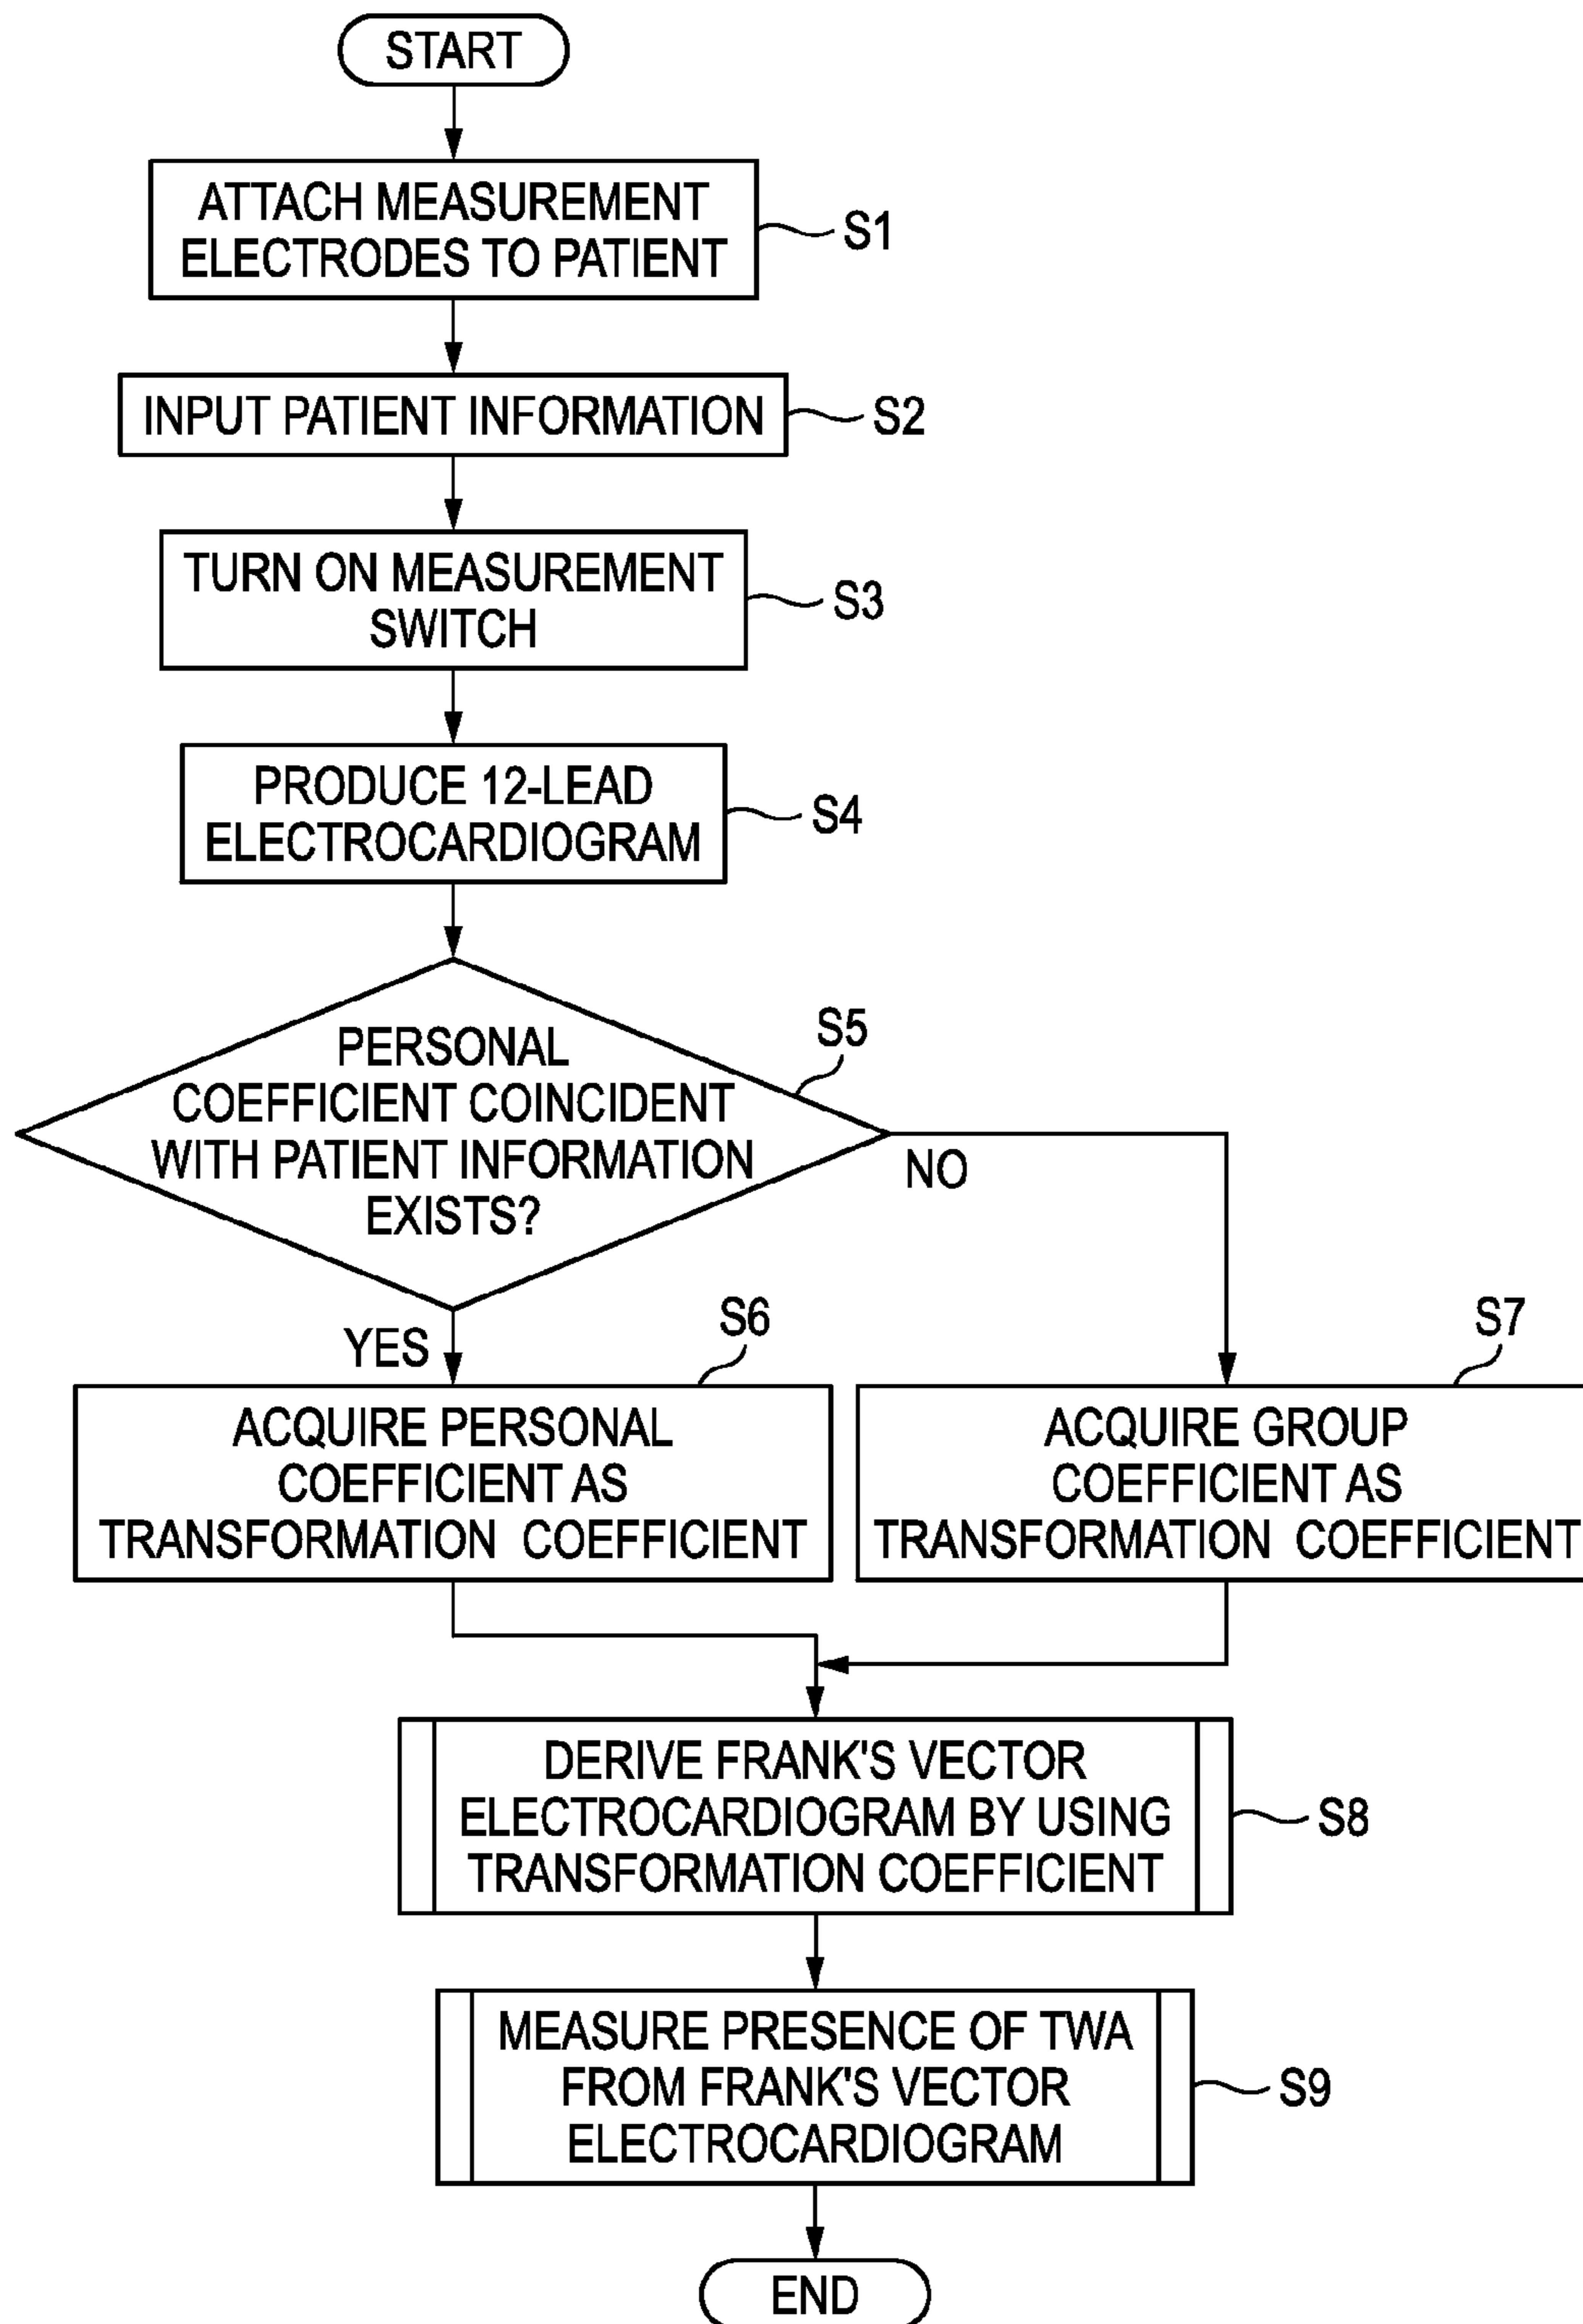 START
ATTACH MEASUREMENT
ELECTRODES TO PATIENT
S1
INPUT PATIENT INFORMATION
S2
TURN ON MEASUREMENT
SWITCH
S3
PRODUCE 12-LEAD
ELECTROCARDIOGRAM
S4
PERSONAL
COEFFICIENT COINCIDENT
WITH PATIENT INFORMATION
EXISTS?
S5
NO
YES
S6
ACQUIRE PERSONAL
COEFFICIENT AS
TRANSFORMATION COEFFICIENT
S7
ACQUIRE GROUP
COEFFICIENT AS
TRANSFORMATION COEFFICIENT
DERIVE FRANK'S VECTOR
ELECTROCARDIOGRAM BY USING
TRANSFORMATION COEFFICIENT
S8
MEASURE PRESENCE OF TWA
FROM FRANK'S VECTOR
ELECTROCARDIOGRAM
S9
END